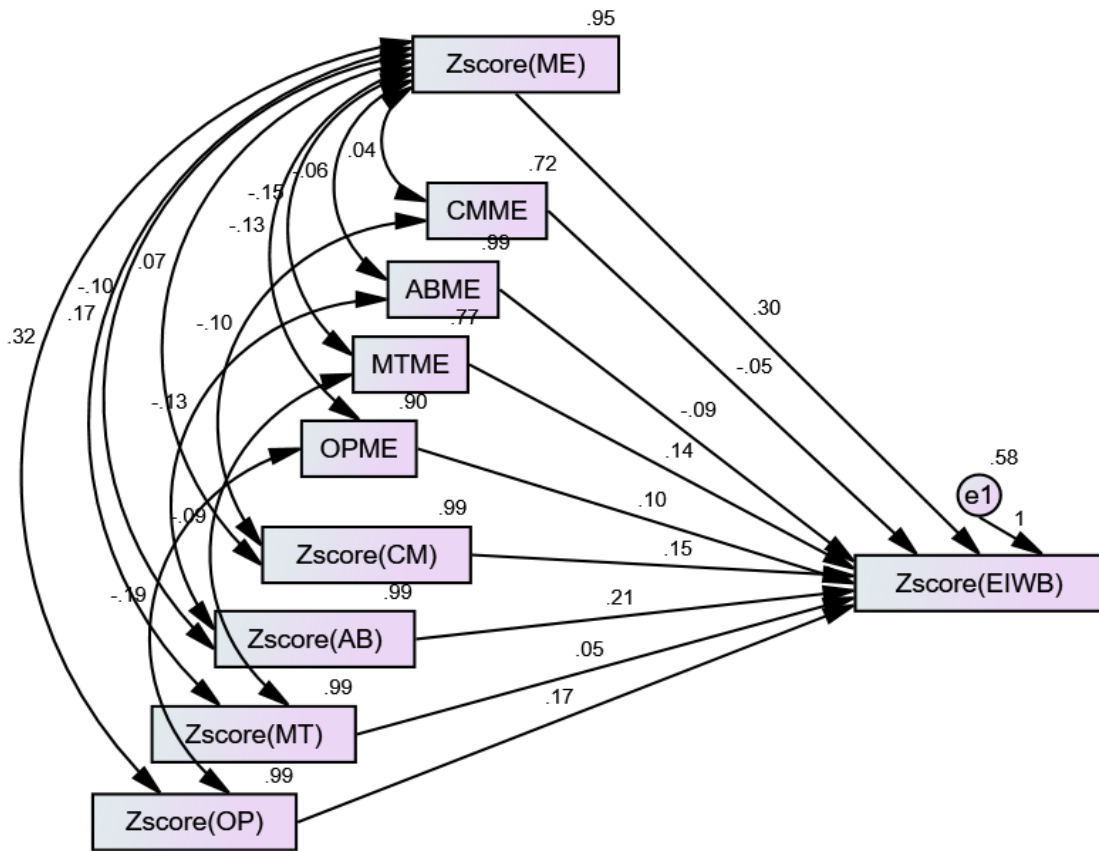 .95
Zscore(ME)
.04
-.06
-.15
-.13
.72
CMME
.99
ABME
.07
-.10
.17
.32
-.10
.77
MTME
.30
-.05
-.09
.14
.90
OPME
-.13
.10
.58
e1
1
.99
Zscore(CM)
.15
-.09
Zscore(EIWB)
.99
Zscore(AB)
.21
-.19
.05
.99
Zscore(MT)
.17
.99
Zscore(OP)